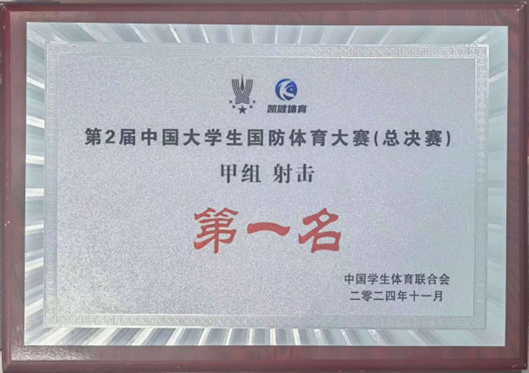 凯健体育
第2届中国大学生国防体育大赛(总决赛)
甲组 射击
第一名
中国学生体育联合会
二零二四年十一月